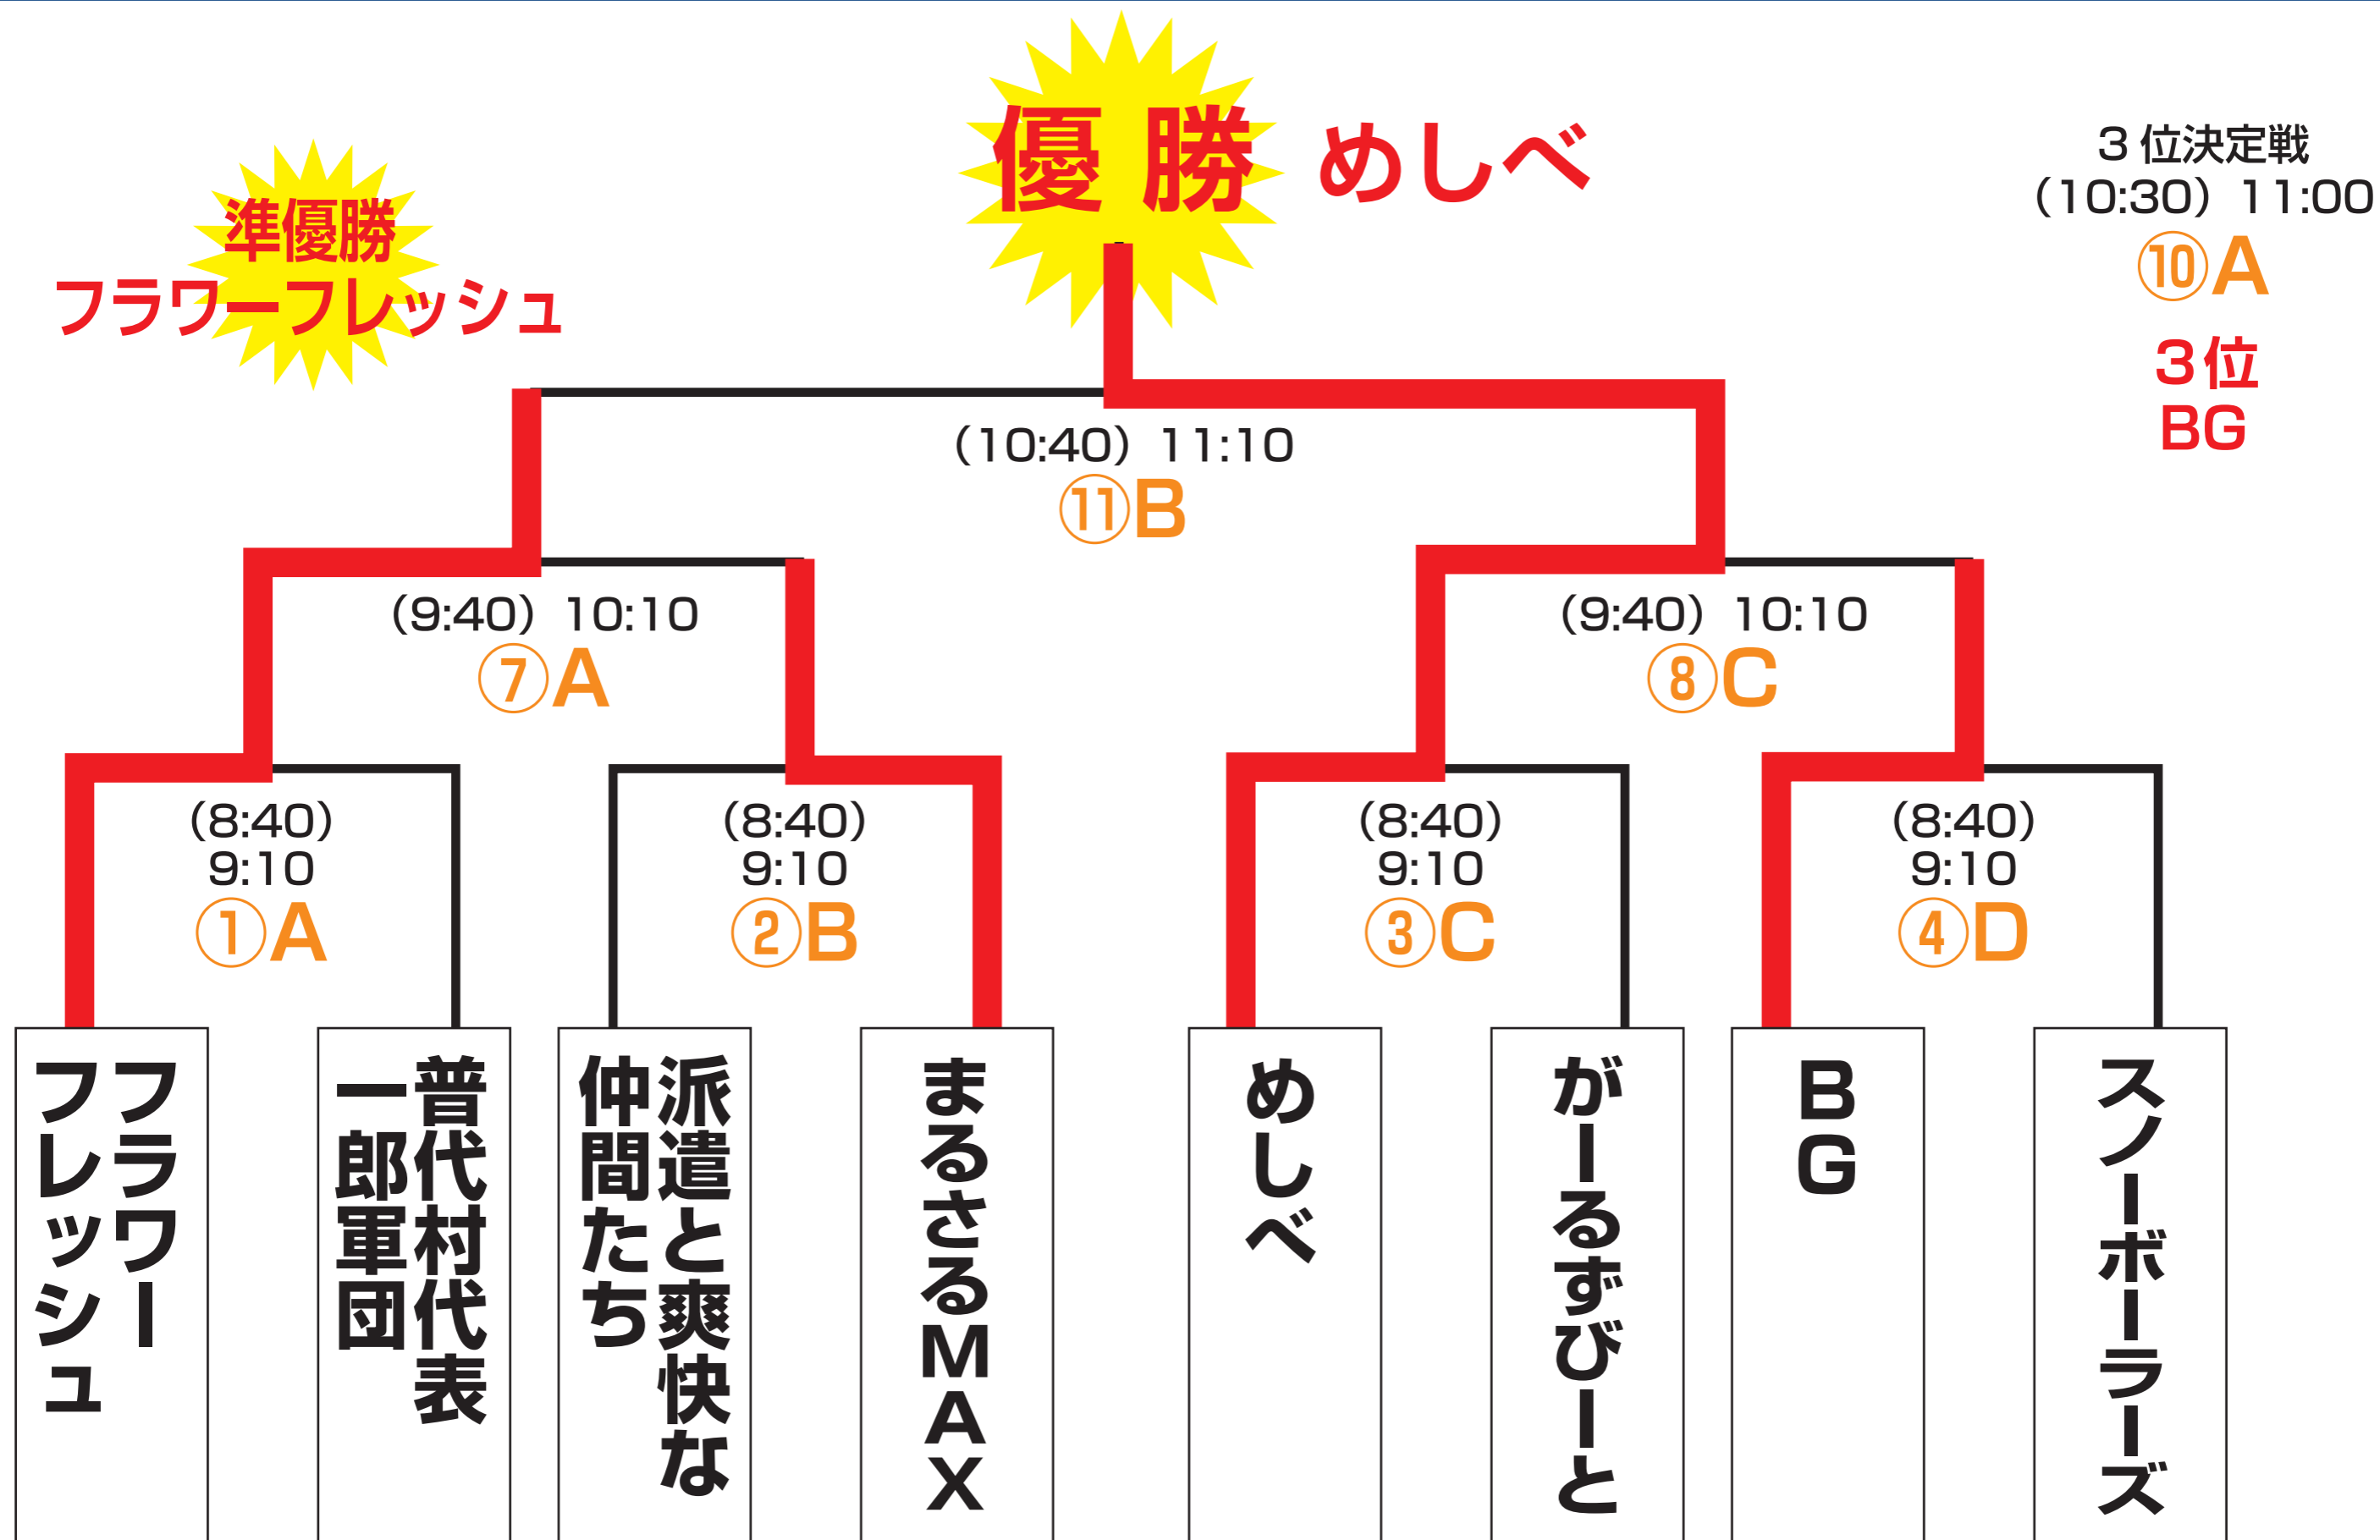 優 勝
めしべ
準優勝
フラワーフレッシュ
3 位決定戦
(10:30) 11:00
⑩A
3位
BG
(10:40) 11:10
⑪B
(9:40) 10:10
⑦A
(9:40) 10:10
⑧C
(8:40)
9:10
①A
(8:40)
9:10
②B
(8:40)
9:10
③C
(8:40)
9:10
④D
フラワー
フレッシュ
普代村代表
一郎軍団
派遣と爽快な
仲間たち
まるさるMAX
めしべ
がーるずびーと
BG
スノーボーラーズ